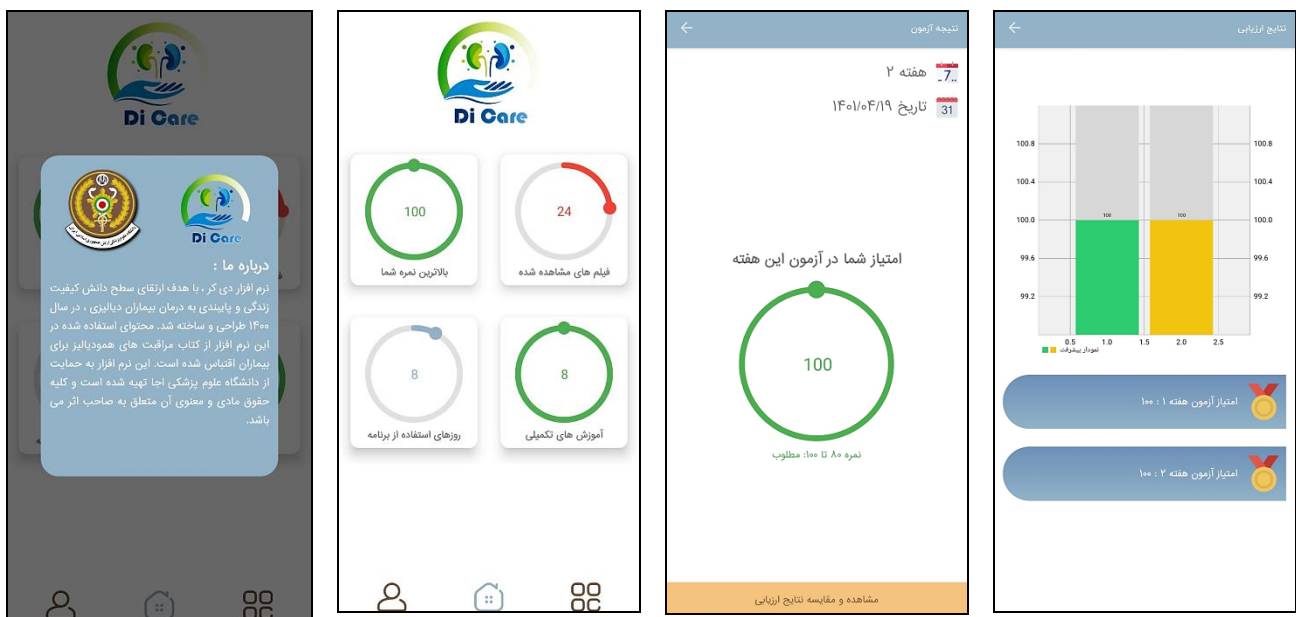 Di Care
Di Care
درباره ما :
نرم افزار دی کر ، با هدف ارتقای سطح دانش کیفیت
زندگی و پایبندی به درمان بیماران دیالیزی ، در سال
۱۴۰۰ طراحی و ساخته شد. محتوای استفاده شده در
این نرم افزار از کتاب مراقبت های همودیالیز برای
بیماران اقتباس شده است. این نرم افزار به حمایت
از دانشگاه علوم پزشکی اجا تهیه شده است و کلیه
حقوق مادی و معنوی آن متعلق به صاحب اثر می
باشد.
Di Care
24
فیلم های مشاهده شده
100
بالاترین نمره شما
8
آموزش های تکمیلی
8
روزهای استفاده از برنامه
نتیجه آزمون
7
هفته ۲
31
تاریخ ۱۴۰۱/۰۴/۱۹
امتیاز شما در آزمون این هفته
100
نمره ۸۰ تا ۱۰۰: مطلوب
مشاهده و مقایسه نتایج ارزیابی
نتایج ارزیابی
100.8 100.8
100.4 100.4
100.0 100 100 100.0
99.6 99.6
99.2 99.2
0.5 1.0 1.5 2.0 2.5
نمودار پیشرفت
امتیاز آزمون هفته ۱ : ۱۰۰
امتیاز آزمون هفته ۲ : ۱۰۰